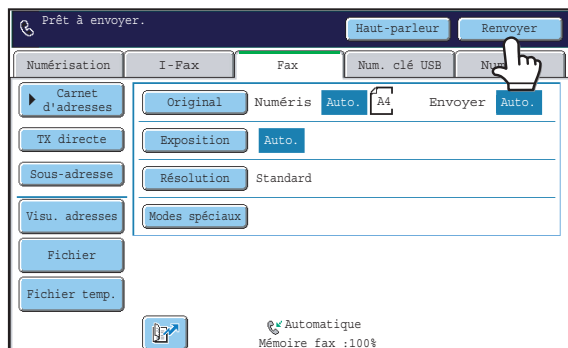 Prêt à envoyer.
Haut-parleur
Renvoyer
Numérisation
I-Fax
Fax
Num. clé USB
Carnet
d'adresses
Original
Numéris
Auto.
A4
Envoyer
Auto.
TX directe
Exposition
Auto.
Sous-adresse
Résolution
Standard
Visu. adresses
Modes spéciaux
Fichier
Fichier temp.
Automatique
Mémoire fax :100%